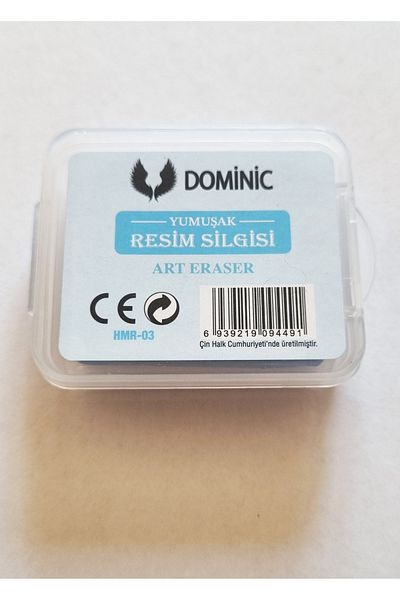 DOMiNiC
YUMUŞAK
RESİM SİLGİSİ
ART ERASER
CE
HMR-03
6 939219 094491
Çin Halk Cumhuriyeti'nde üretilmiştir.